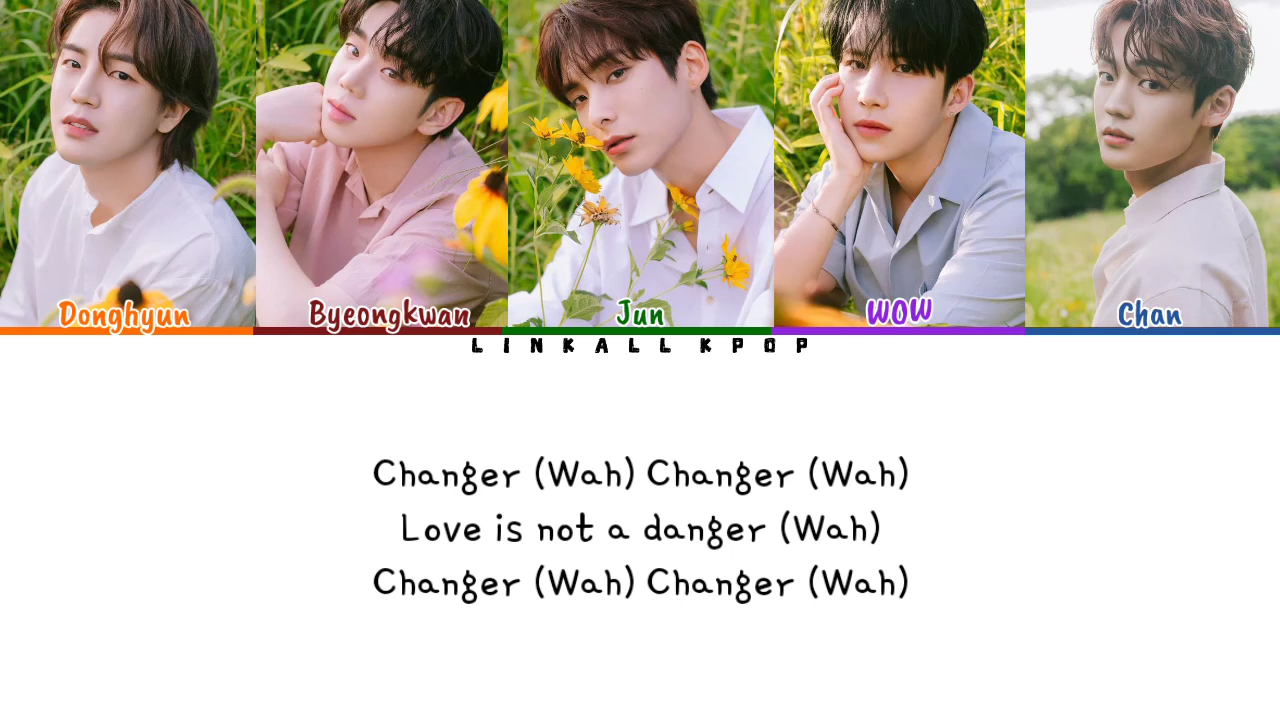 Donghyun Byeongkwan Jun WOW Chan
LINKALL KPOP
Changer (Wah) Changer (Wah)
Love is not a danger (Wah)
Changer (Wah) Changer (Wah)